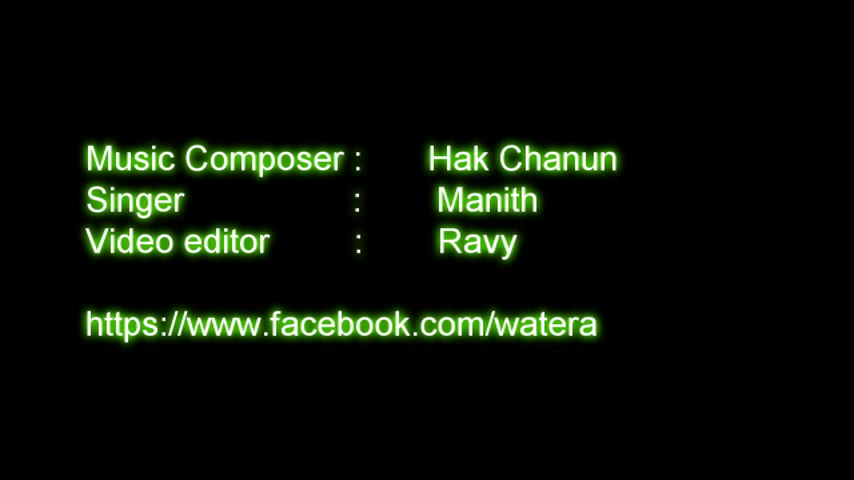 Music Composer : Hak Chanun
Singer : Manith
Video editor : Ravy
https://www.facebook.com/watera